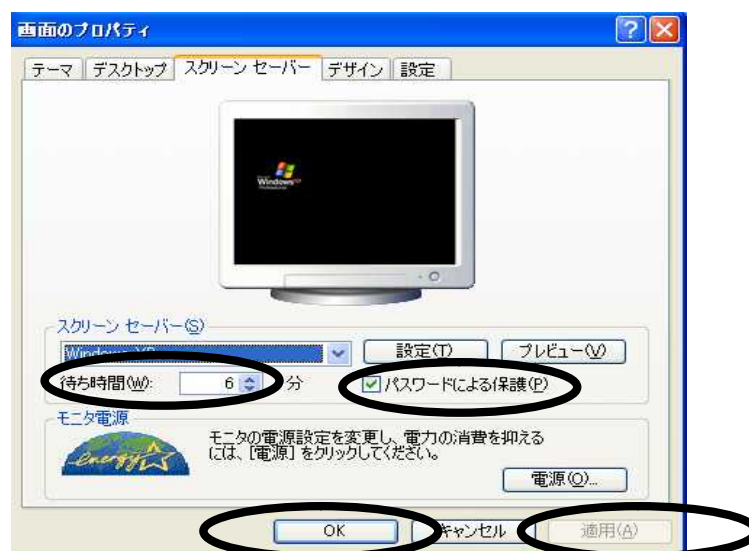 画面のプロパティ
テーマ デスクトップ スクリーン セーバー デザイン 設定
Windows
スクリーン セーバー(S)
Windows XP 設定(T) プレビュー(V)
待ち時間(W): 6 分 パスワードによる保護(P)
モニタ電源
energy モニタの電源設定を変更し、電力の消費を抑える
には、[電源] をクリックしてください。
電源(O)...
OK キャンセル 適用(A)